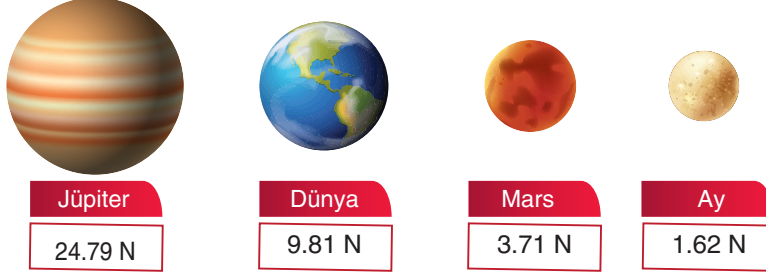 Jüpiter
24.79 N
Dünya
9.81 N
Mars
3.71 N
Ay
1.62 N